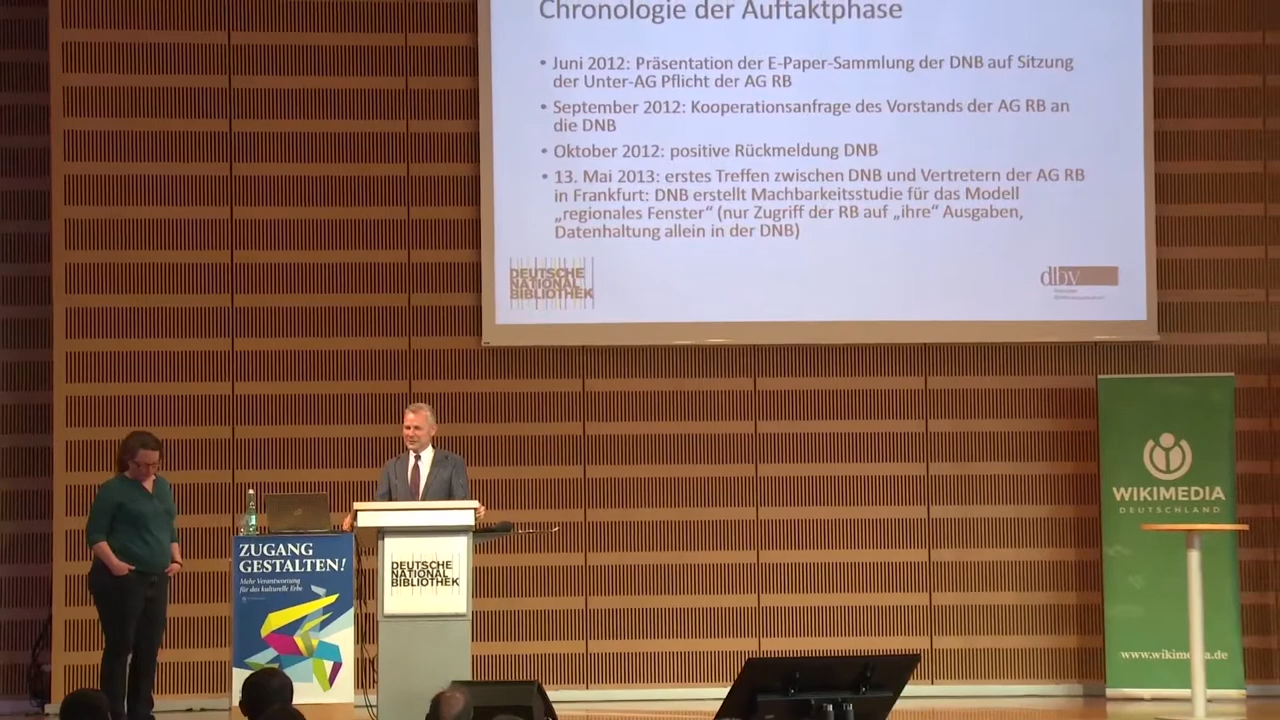 Chronologie der Auftaktphase
• Juni 2012: Präsentation der E-Paper-Sammlung der DNB auf Sitzung
der Unter-AG Pflicht der AG RB
• September 2012: Kooperationsanfrage des Vorstands der AG RB an
die DNB
• Oktober 2012: positive Rückmeldung DNB
• 13. Mai 2013: erstes Treffen zwischen DNB und Vertretern der AG RB
in Frankfurt: DNB erstellt Machbarkeitsstudie für das Modell
„regionales Fenster“ (nur Zugriff der RB auf „ihre“ Ausgaben,
Datenhaltung allein in der DNB)
DEUTSCHE
NATIONAL
BIBLIOTHEK
dbv
ZUGANG
GESTALTEN!
Mehr Verantwortung
für das kulturelle Erbe
DEUTSCHE
NATIONAL
BIBLIOTHEK
WIKIMEDIA
DEUTSCHLAND
www.wikimedia.de